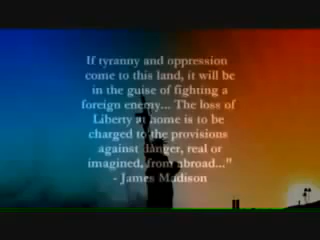 If tyranny and oppression
come to this land, it will be
in the guise of fighting a
foreign enemy... The loss of
Liberty at home is to be
charged to the provisions
against danger, real or
imagined, from abroad..."
- James Madison